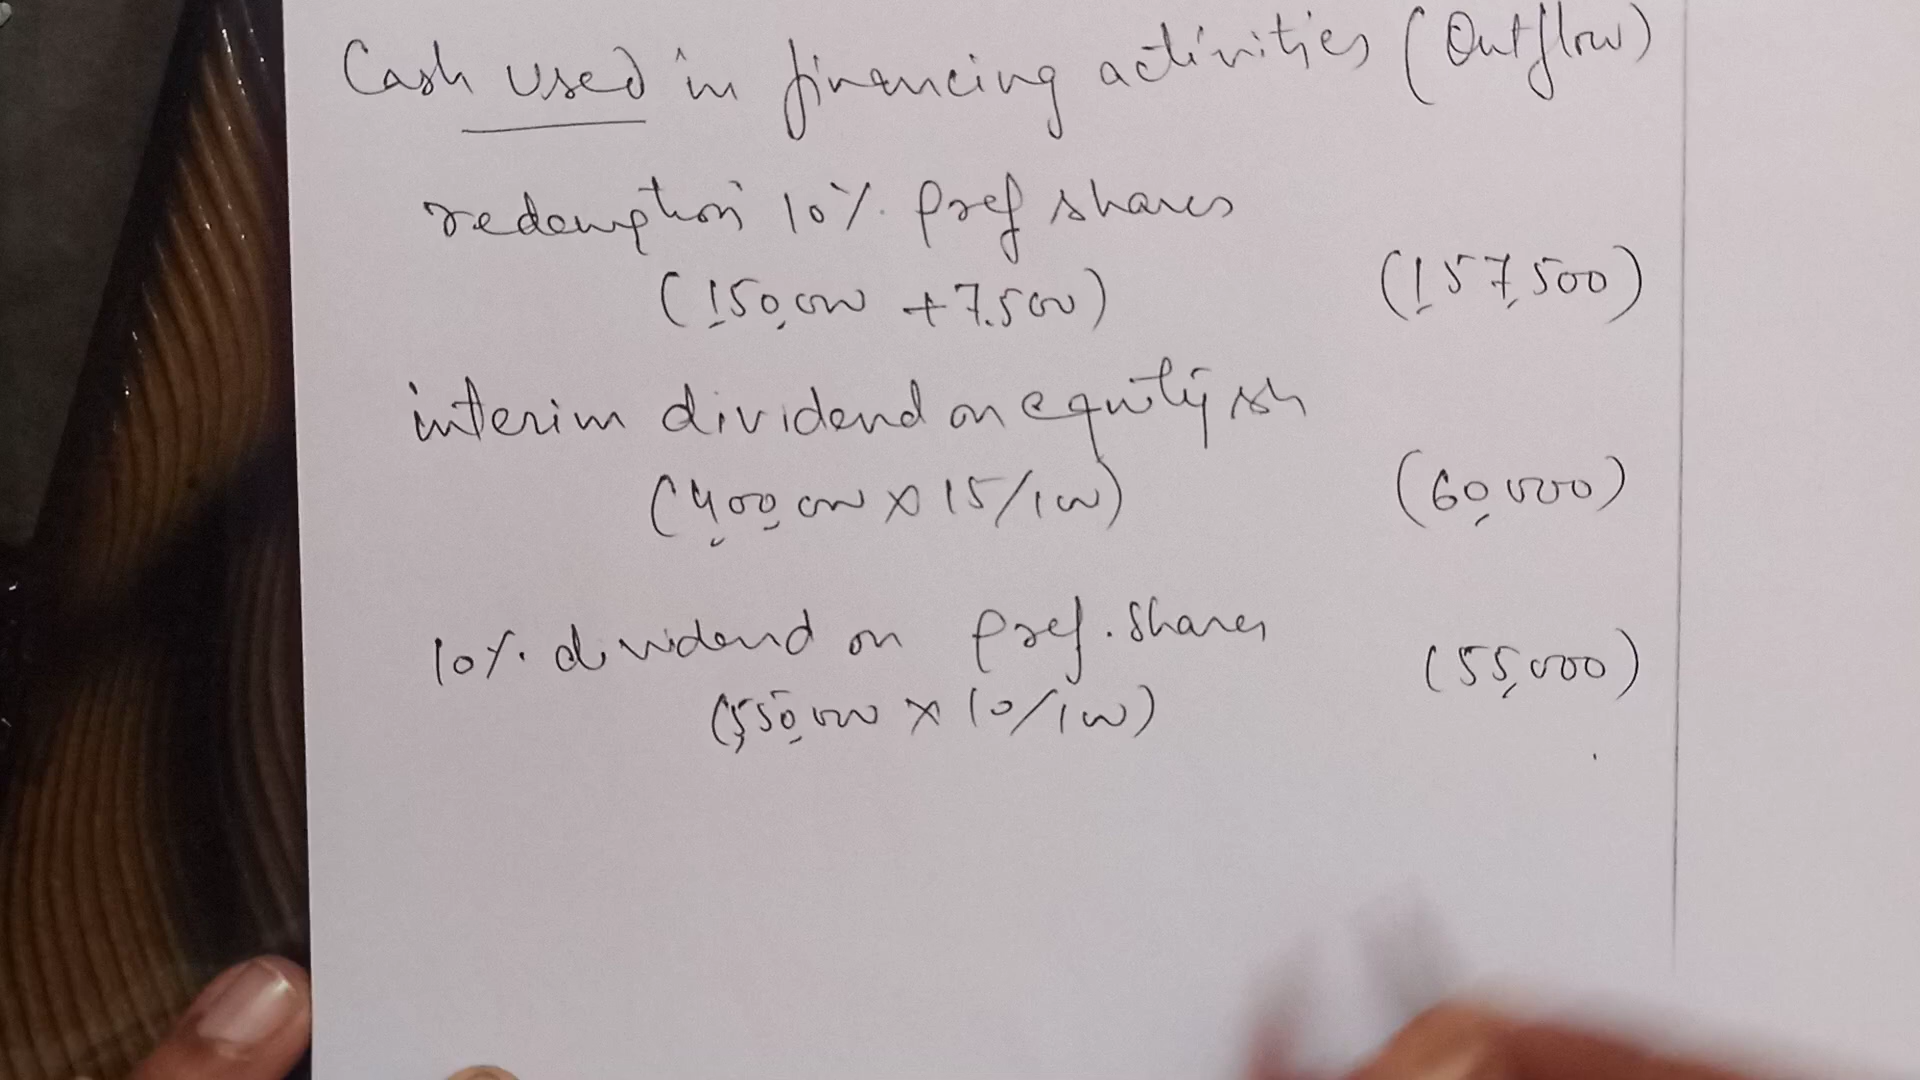 Cash used in financing activities (Outflow)
redemption 10% pref shares
(150,000 + 7,500) (157,500)
interim dividend on equity sh
(400,000 x 15/100) (60,000)
10% dividend on pref. shares (55,000)
(550,000 x 10/100)